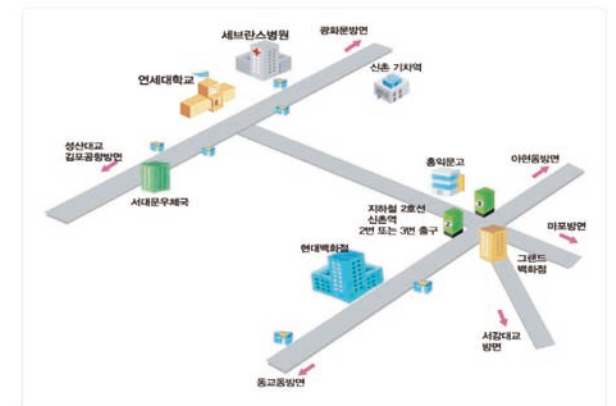 광화문방면
세브란스병원
신촌 기차역
연세대학교
성산대교
김포공항방면
서대문우체국
홍익문고
아현동방면
지하철 2호선
신촌역
2번 또는 3번 출구
마포방면
현대백화점
그랜드
백화점
서강대교
방면
동교동방면